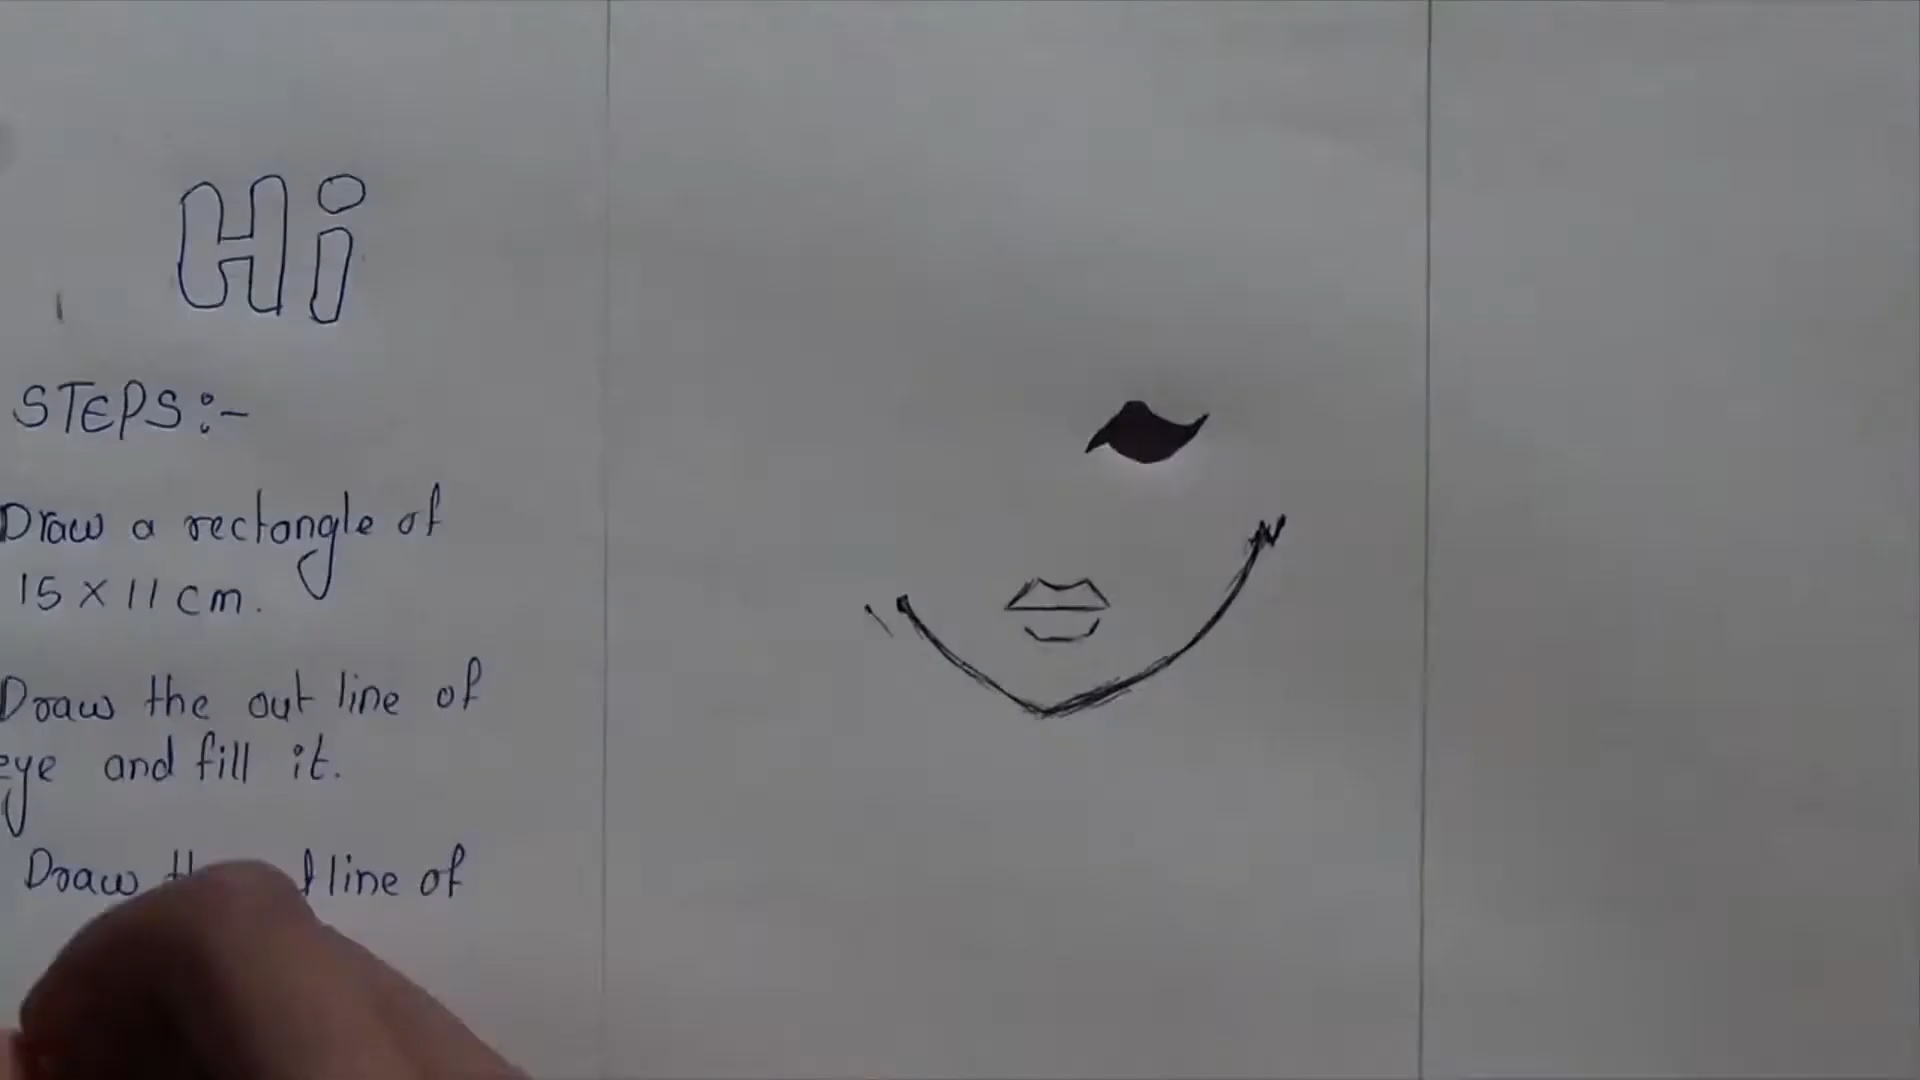 Hi
STEPS:-
Draw a rectangle of
15 x 11 cm.
Draw the out line of
eye and fill it.
Draw line of